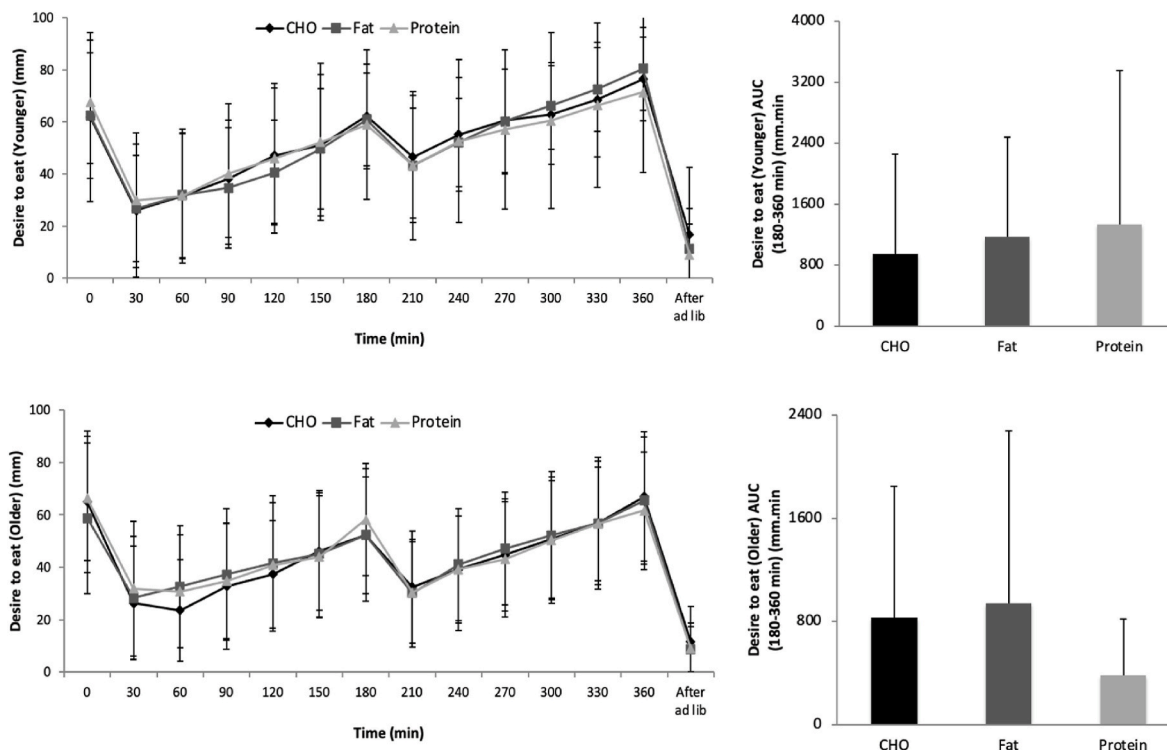 Desire to eat (Younger) (mm)
100
80
60
40
20
0
CHO Fat Protein
0 30 60 90 120 150 180 210 240 270 300 330 360 After
ad lib
Time (min)
Desire to eat (Younger) AUC
(180-360 min) (mm.min)
4000
3200
2400
1600
800
0
CHO Fat Protein
Desire to eat (Older) (mm)
100
80
60
40
20
0
CHO Fat Protein
0 30 60 90 120 150 180 210 240 270 300 330 360 After
ad lib
Time (min)
Desire to eat (Older) AUC
(180-360 min) (mm.min)
2400
1600
800
0
CHO Fat Protein